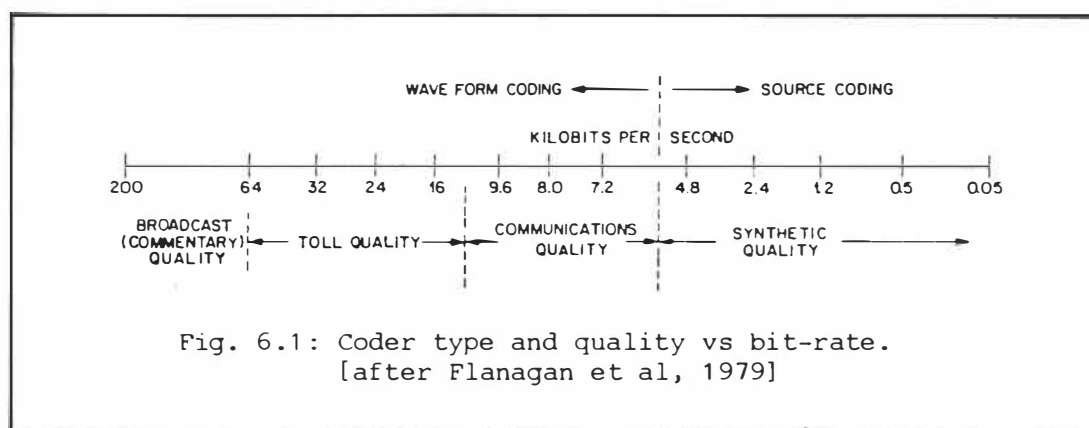 WAVE FORM CODING SOURCE CODING
KILOBITS PER SECOND
200 64 32 24 16 9.6 8.0 7.2 4.8 2.4 1.2 0.5 0.05
BROADCAST
(COMMENTARY)
QUALITY
TOLL QUALITY
COMMUNICATIONS
QUALITY
SYNTHETIC
QUALITY
Fig. 6.1: Coder type and quality vs bit-rate.
[after Flanagan et al, 1979]